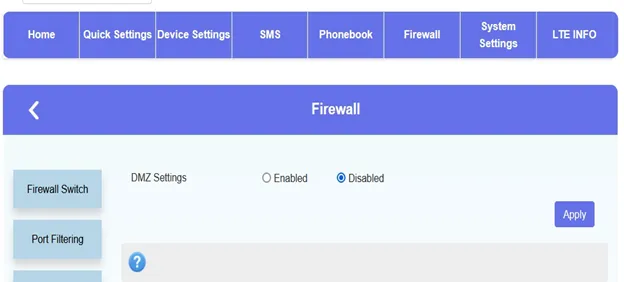 Home Quick Settings Device Settings SMS Phonebook Firewall System Settings LTE INFO
Firewall
Firewall Switch
Port Filtering
DMZ Settings Enabled Disabled
Apply
?